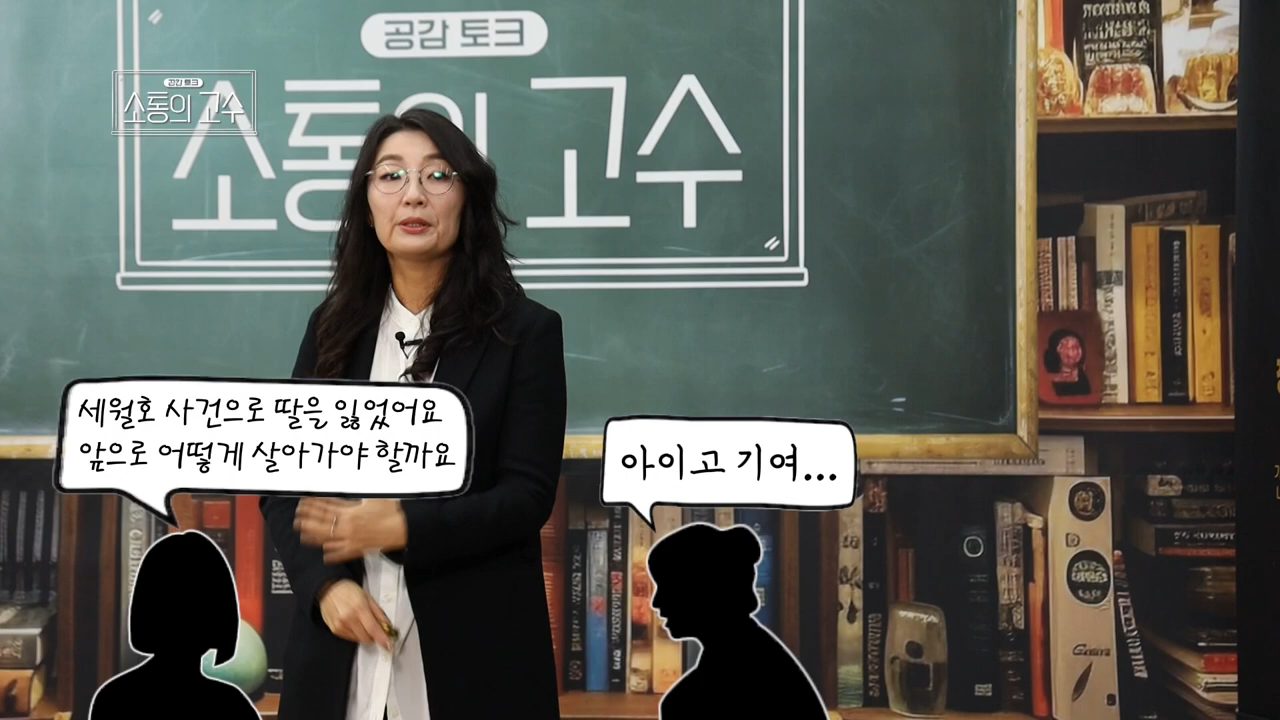 공감 토크
소통의 고수
공감 토크
소통의 고수
세월호 사건으로 딸을 잃었어요
앞으로 어떻게 살아가야 할까요
아이고 기여...